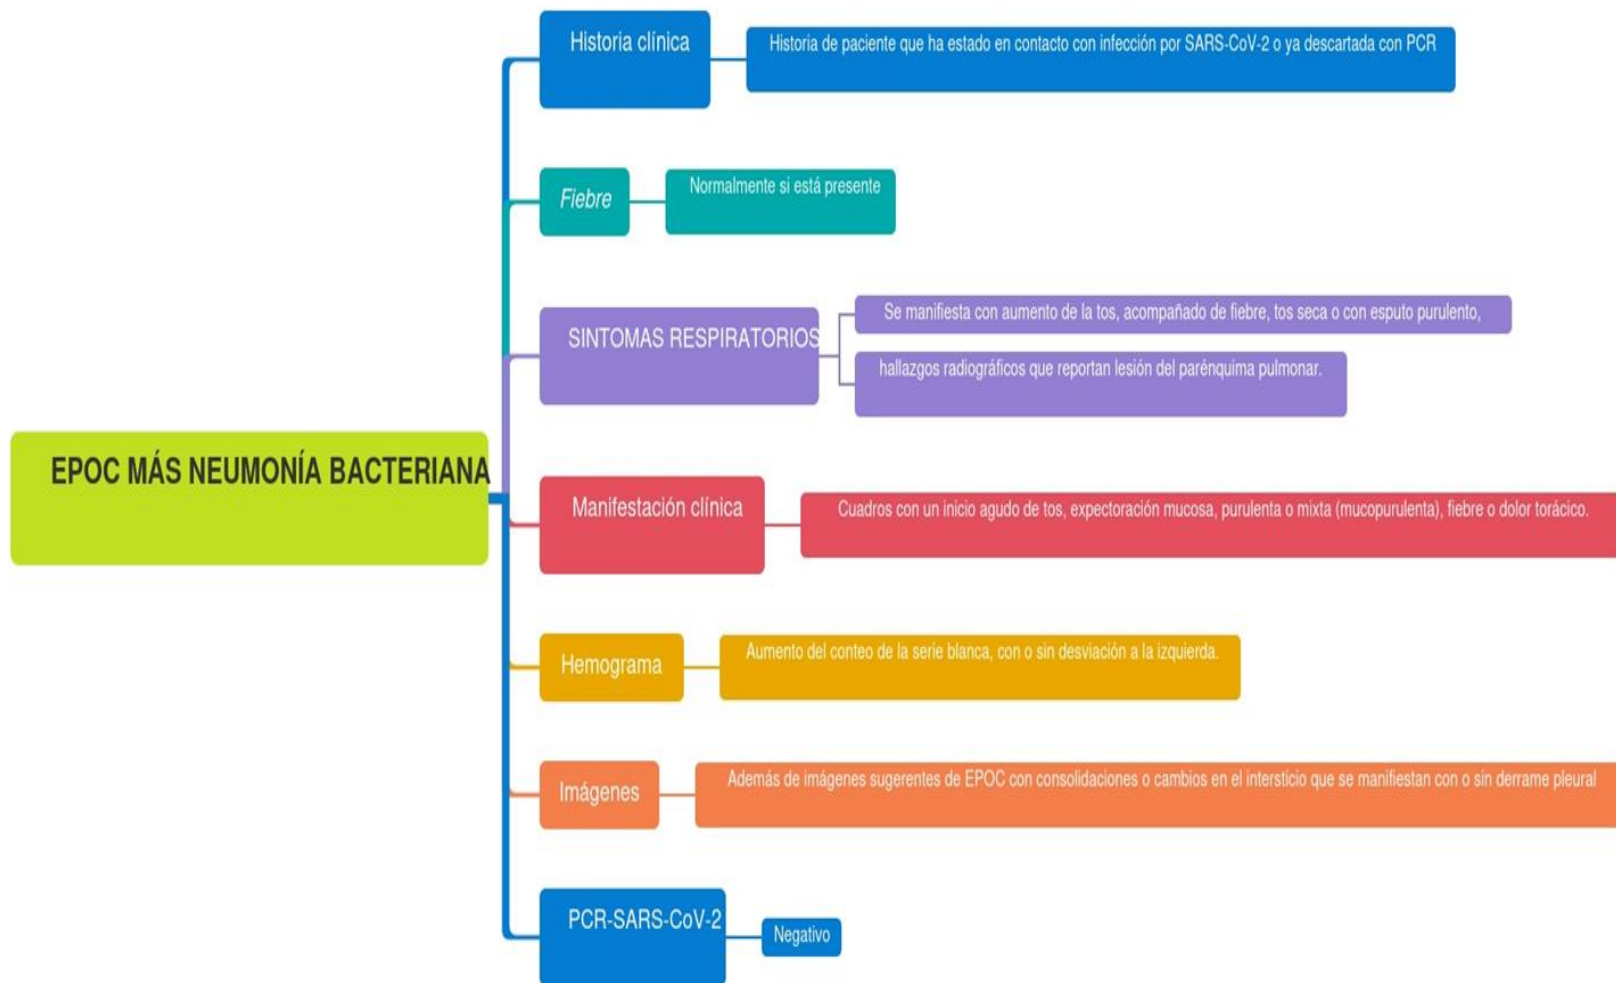 Historia clínica
Historia de paciente que ha estado en contacto con infección por SARS-CoV-2 o ya descartada con PCR
Fiebre
Normalmente si está presente
SINTOMAS RESPIRATORIOS
Se manifiesta con aumento de la tos, acompañado de fiebre, tos seca o con esputo purulento,
hallazgos radiográficos que reportan lesión del parénquima pulmonar.
EPOC MÁS NEUMONÍA BACTERIANA
Manifestación clínica
Cuadros con un inicio agudo de tos, expectoración mucosa, purulenta o mixta (mucopurulenta), fiebre o dolor torácico.
Hemograma
Aumento del conteo de la serie blanca, con o sin desviación a la izquierda.
Imágenes
Además de imágenes sugerentes de EPOC con consolidaciones o cambios en el intersticio que se manifiestan con o sin derrame pleural
PCR-SARS-CoV-2
Negativo